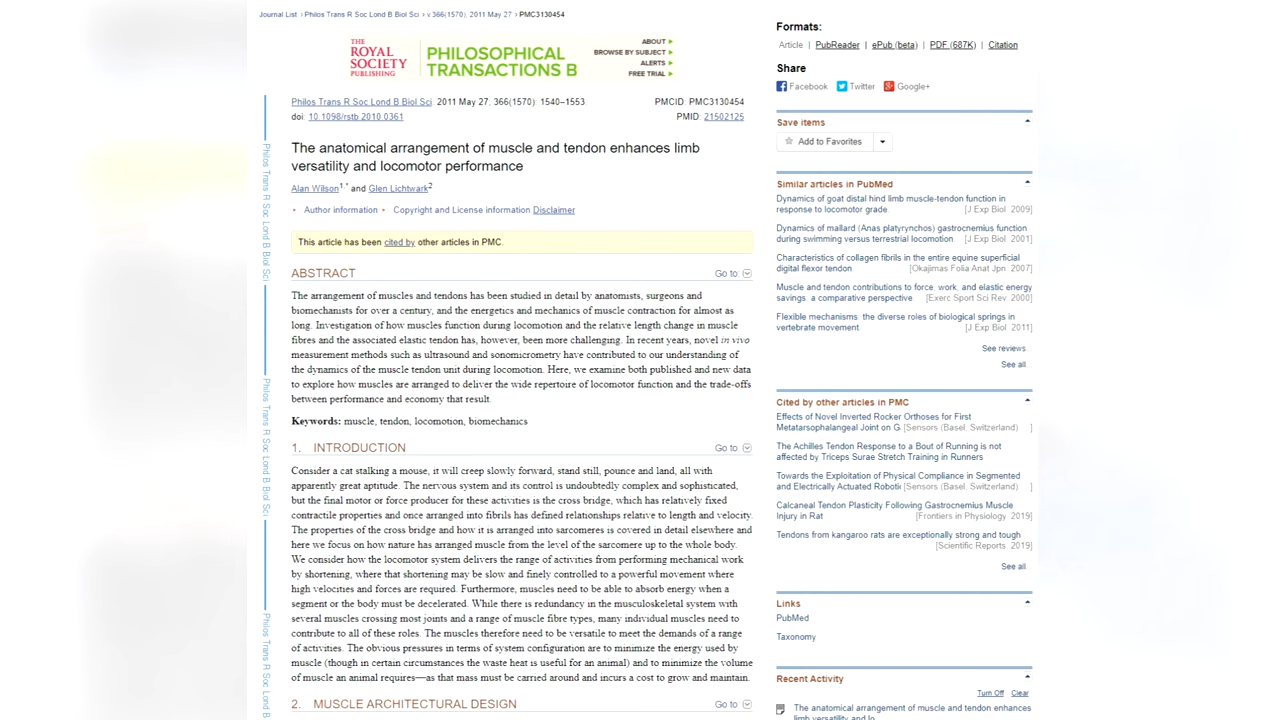 Journal List › Philos Trans R Soc Lond B Biol Sci › v.366(1570); 2011 May 27 › PMC3130454
THE
ROYAL
SOCIETY
PUBLISHING
PHILOSOPHICAL
TRANSACTIONS B
ABOUT
BROWSE BY SUBJECT
ALERTS
FREE TRIAL
Philos Trans R Soc Lond B Biol Sci. 2011 May 27; 366(1570): 1540–1553.
PMCID: PMC3130454
doi: 10.1098/rstb.2010.0361
PMID: 21502125
The anatomical arrangement of muscle and tendon enhances limb
versatility and locomotor performance
Alan Wilson1,* and Glen Lichtwark2
• Author information • Copyright and License information Disclaimer
This article has been cited by other articles in PMC.
ABSTRACT
Go to:
The arrangement of muscles and tendons has been studied in detail by anatomists, surgeons and
biomechanists for over a century, and the energetics and mechanics of muscle contraction for almost as
long. Investigation of how muscles function during locomotion and the relative length change in muscle
fibres and the associated elastic tendon has, however, been more challenging. In recent years, novel in vivo
measurement methods such as ultrasound and sonomicrometry have contributed to our understanding of
the dynamics of the muscle tendon unit during locomotion. Here, we examine both published and new data
to explore how muscles are arranged to deliver the wide repertoire of locomotor function and the trade-offs
between performance and economy that result.
Keywords: muscle, tendon, locomotion, biomechanics
1. INTRODUCTION
Go to:
Consider a cat stalking a mouse, it will creep slowly forward, stand still, pounce and land, all with
apparently great aptitude. The nervous system and its control is undoubtedly complex and sophisticated,
but the final motor or force producer for these activities is the cross bridge, which has relatively fixed
contractile properties and once arranged into fibrils has defined relationships relative to length and velocity.
The properties of the cross bridge and how it is arranged into sarcomeres is covered in detail elsewhere and
here we focus on how nature has arranged muscle from the level of the sarcomere up to the whole body.
We consider how the locomotor system delivers the range of activities from performing mechanical work
by shortening, where that shortening may be slow and finely controlled to a powerful movement where
high velocities and forces are required. Furthermore, muscles need to be able to absorb energy when a
segment or the body must be decelerated. While there is redundancy in the musculoskeletal system with
several muscles crossing most joints and a range of muscle fibre types, many individual muscles need to
contribute to all of these roles. The muscles therefore need to be versatile to meet the demands of a range
of activities. The obvious pressures in terms of system configuration are to minimize the energy used by
muscle (though in certain circumstances the waste heat is useful for an animal) and to minimize the volume
of muscle an animal requires—as that mass must be carried around and incurs a cost to grow and maintain.
2. MUSCLE ARCHITECTURAL DESIGN
Go to:
Philos Trans R Soc Lond B Biol Sci
Philos Trans R Soc Lond B Biol Sci
Philos Trans R Soc Lond B Biol Sci
Philos Trans R Soc Lond B
Formats:
Article | PubReader | ePub (beta) | PDF (687K) | Citation
Share
Facebook Twitter Google+
Save items
Add to Favorites
Similar articles in PubMed
Dynamics of goat distal hind limb muscle-tendon function in
response to locomotor grade. [J Exp Biol. 2009]
Dynamics of mallard (Anas platyrynchos) gastrocnemius function
during swimming versus terrestrial locomotion. [J Exp Biol. 2001]
Characteristics of collagen fibrils in the entire equine superficial
digital flexor tendon. [Okajimas Folia Anat Jpn. 2007]
Muscle and tendon contributions to force, work, and elastic energy
savings: a comparative perspective. [Exerc Sport Sci Rev. 2000]
Flexible mechanisms: the diverse roles of biological springs in
vertebrate movement. [J Exp Biol. 2011]
See reviews...
See all...
Cited by other articles in PMC
Effects of Novel Inverted Rocker Orthoses for First
Metatarsophalangeal Joint on G [Sensors (Basel, Switzerland). ]
The Achilles Tendon Response to a Bout of Running is not
affected by Triceps Surae Stretch Training in Runners
Towards the Exploitation of Physical Compliance in Segmented
and Electrically Actuated Robotic [Sensors (Basel, Switzerland). ]
Calcaneal Tendon Plasticity Following Gastrocnemius Muscle
Injury in Rat [Frontiers in Physiology. 2019]
Tendons from kangaroo rats are exceptionally strong and tough
[Scientific Reports. 2019]
See all...
Links
PubMed
Taxonomy
Recent Activity
Turn Off Clear
The anatomical arrangement of muscle and tendon enhances
limb versatility and lo...